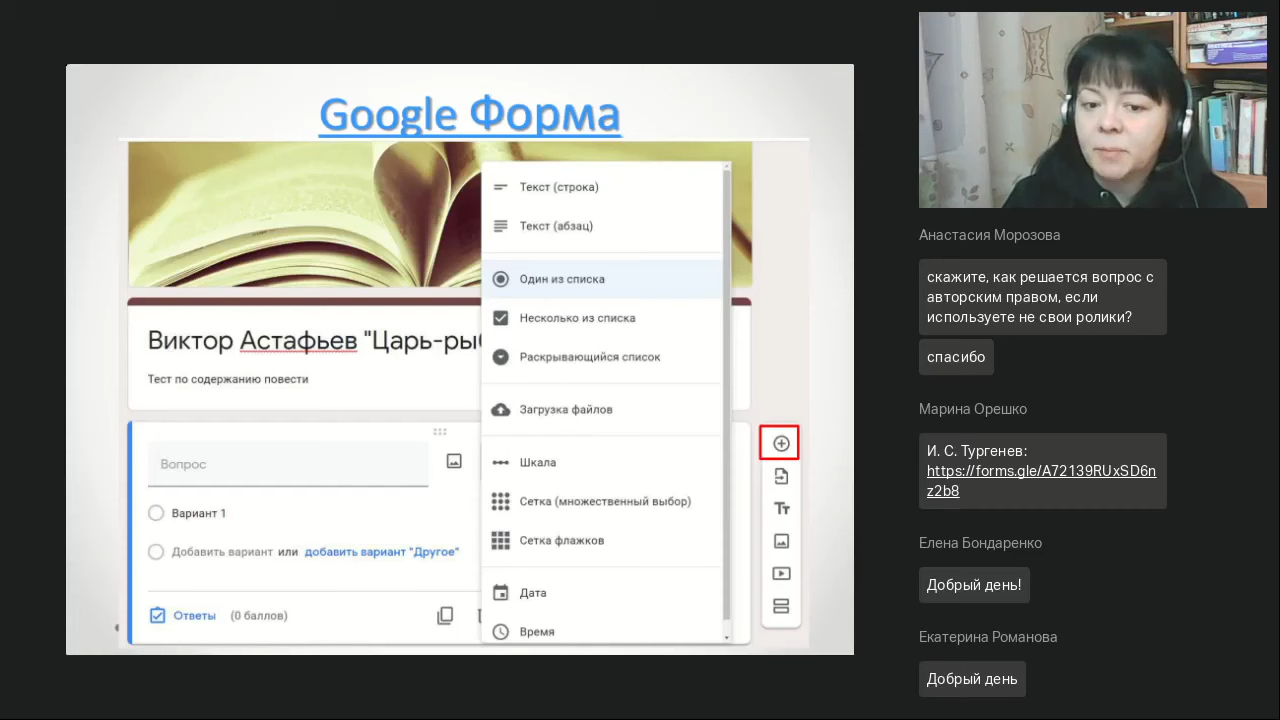 Google Форма
Текст (строка)
Текст (абзац)
Один из списка
Несколько из списка
Раскрывающийся список
Загрузка файлов
Шкала
Сетка (множественный выбор)
Сетка флажков
Дата
Время
Виктор Астафьев "Царь-рыб
Тест по содержанию повести
Вопрос
Вариант 1
Добавить вариант или добавить вариант "Другое"
Ответы (0 баллов)
Tт
Анастасия Морозова
скажите, как решается вопрос с
авторским правом, если
используете не свои ролики?
спасибо
Марина Орешко
И. С. Тургенев:
https://forms.gle/A72139RUxSD6n
z2b8
Елена Бондаренко
Добрый день!
Екатерина Романова
Добрый день